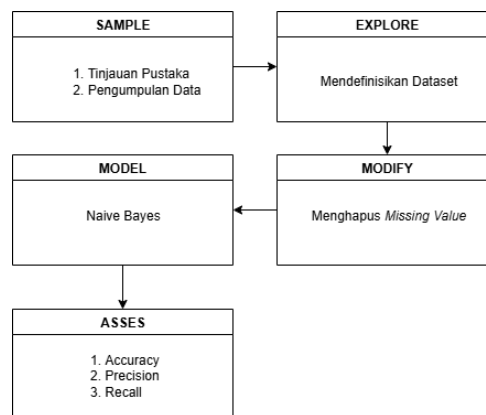 SAMPLE
1. Tinjauan Pustaka
2. Pengumpulan Data
EXPLORE
Mendefinisikan Dataset
MODIFY
Menghapus Missing Value
MODEL
Naive Bayes
ASSES
1. Accuracy
2. Precision
3. Recall